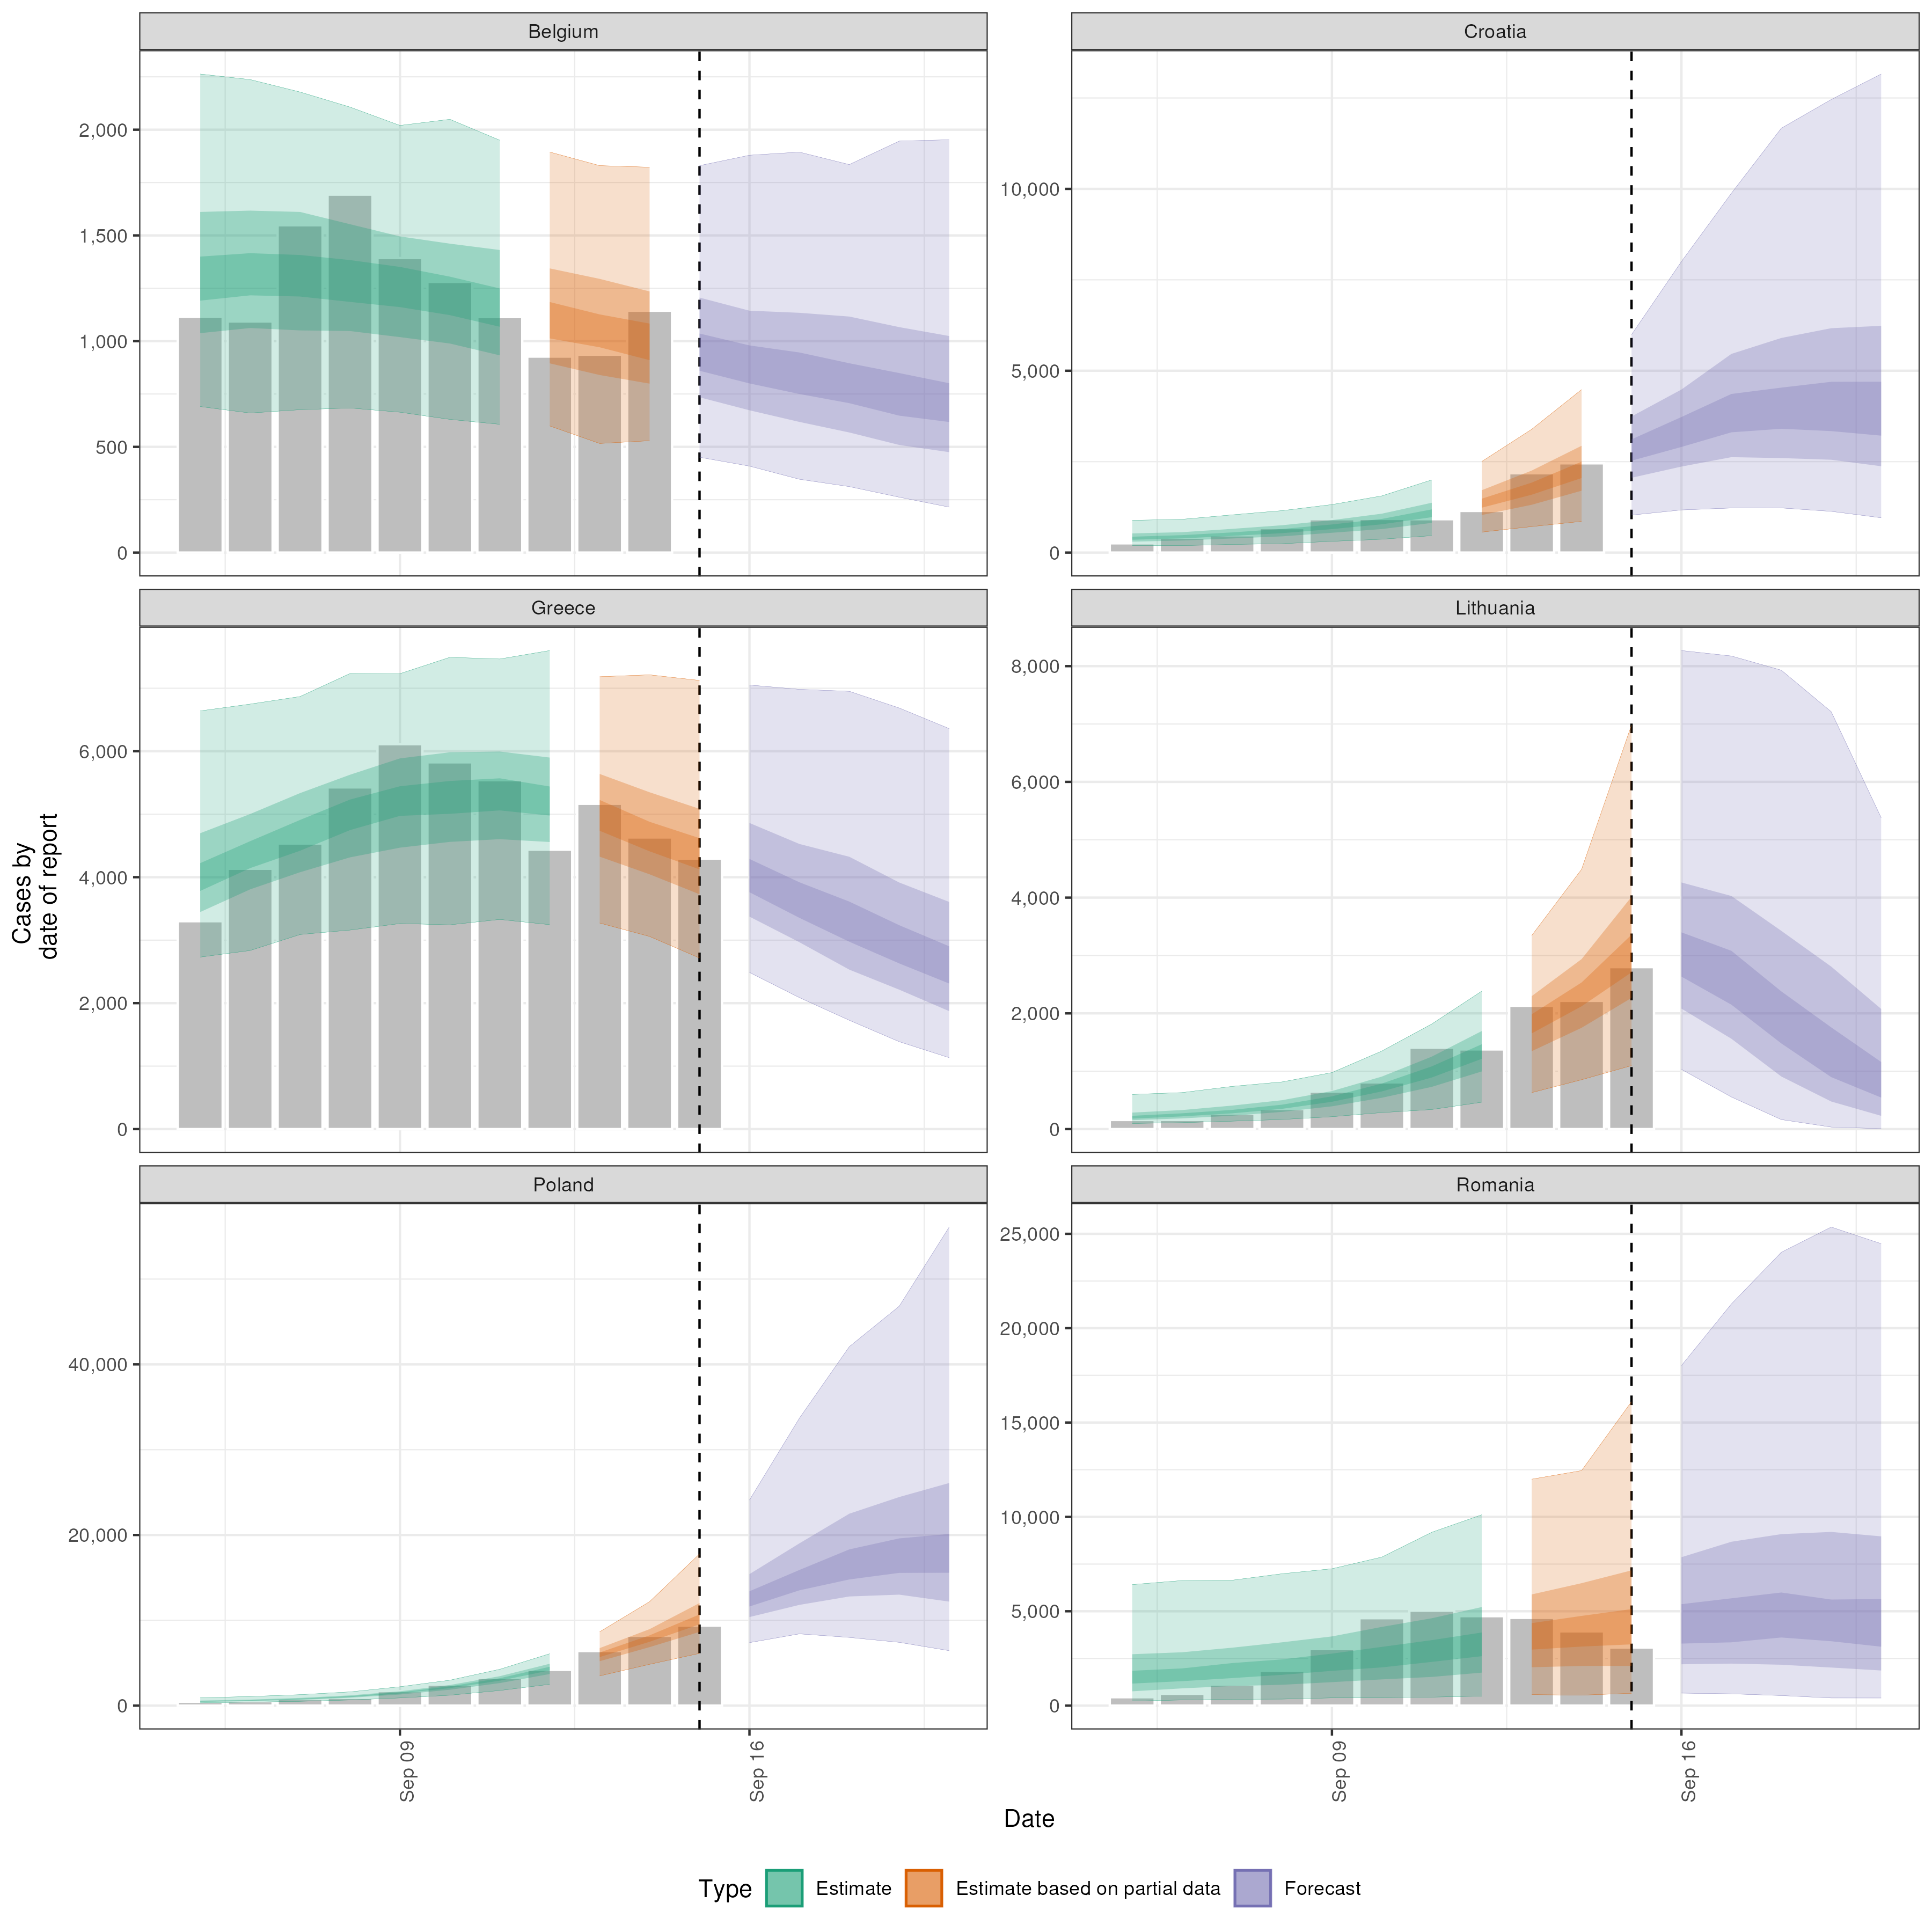 Belgium
Croatia
2,000
1,500
1,000
500
0
10,000
5,000
0
Greece
Lithuania
6,000
4,000
2,000
0
8,000
6,000
4,000
2,000
0
Poland
Romania
40,000
20,000
0
25,000
20,000
15,000
10,000
5,000
0
Cases by
date of report
Sep 09
Sep 16
Sep 09
Sep 16
Date
Type Estimate Estimate based on partial data Forecast